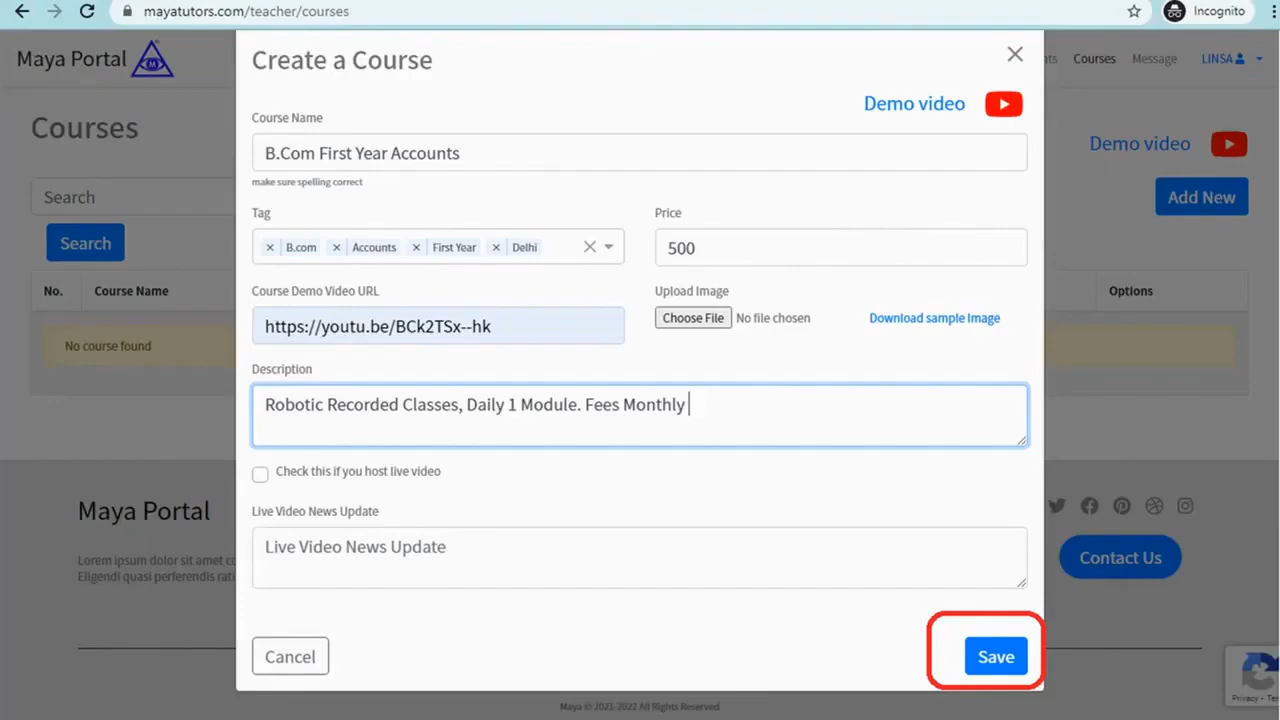 mayatutors.com/teacher/courses
Incognito
Maya Portal
M
Courses Message LINSA
Create a Course
Demo video
Courses
Course Name
B.Com First Year Accounts
make sure spelling correct
Demo video
Search
Add New
Tag
Price
× B.com × Accounts × First Year × Delhi
500
Search
No. Course Name
Course Demo Video URL
Upload Image
Options
https://youtu.be/BCk2TSx--hk
Choose File No file chosen
Download sample Image
No course found
Description
Robotic Recorded Classes, Daily 1 Module. Fees Monthly
Check this if you host live video
Maya Portal
Live Video News Update
Live Video News Update
Lorem ipsum dolor sit amet
Eligendi quasi perferendis
Contact Us
Cancel
Save
Privacy -
Maya © 2021-2022 All Rights Reserved